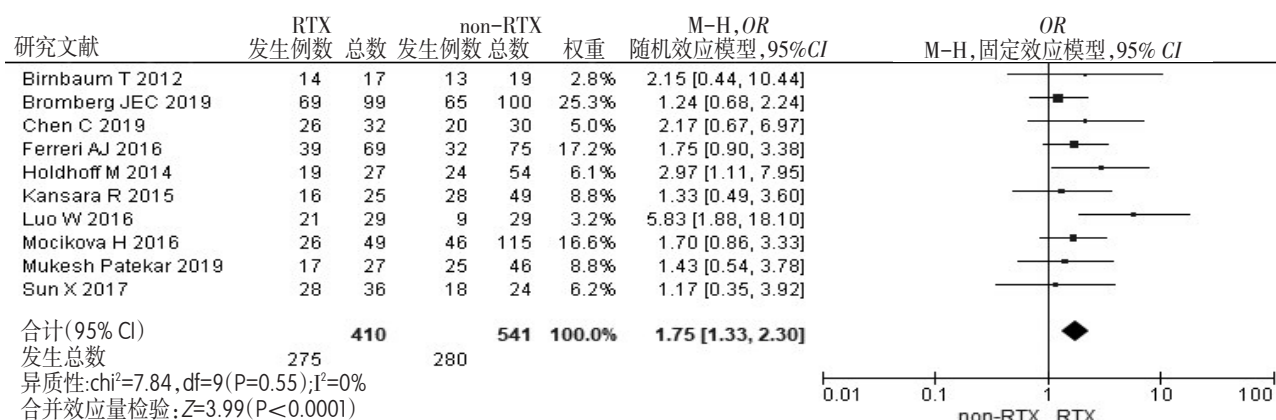 RTX non-RTX M-H,OR OR
研究文献 发生例数 总数 发生例数 总数 权重 随机效应模型,95%CI M-H,固定效应模型,95% CI
Birnbaum T 2012 14 17 13 19 2.8% 2.15 [0.44, 10.44]
Bromberg JEC 2019 69 99 65 100 25.3% 1.24 [0.68, 2.24]
Chen C 2019 26 32 20 30 5.0% 2.17 [0.67, 6.97]
Ferreri AJ 2016 39 69 32 75 17.2% 1.75 [0.90, 3.38]
Holdhoff M 2014 19 27 24 54 6.1% 2.97 [1.11, 7.95]
Kansara R 2015 16 25 28 49 8.8% 1.33 [0.49, 3.60]
Luo W 2016 21 29 9 29 3.2% 5.83 [1.88, 18.10]
Mocikova H 2016 26 49 46 115 16.6% 1.70 [0.86, 3.33]
Mukesh Patekar 2019 17 27 25 46 8.8% 1.43 [0.54, 3.78]
Sun X 2017 28 36 18 24 6.2% 1.17 [0.35, 3.92]
合计(95% CI) 410 541 100.0% 1.75 [1.33, 2.30]
发生总数 275 280
异质性:chi²=7.84,df=9(P=0.55);I²=0%
合并效应量检验:Z=3.99(P<0.0001)
0.01 0.1 1 10 100
non-RTX RTX